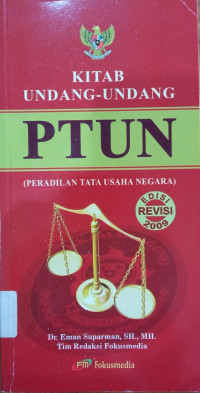 KITAB
UNDANG-UNDANG
PTUN
(PERADILAN TATA USAHA NEGARA)
EDISI
REVISI
2009
Dr. Eman Suparman, SH., MH.
Tim Redaksi Fokusmedia
FM Fokusmedia